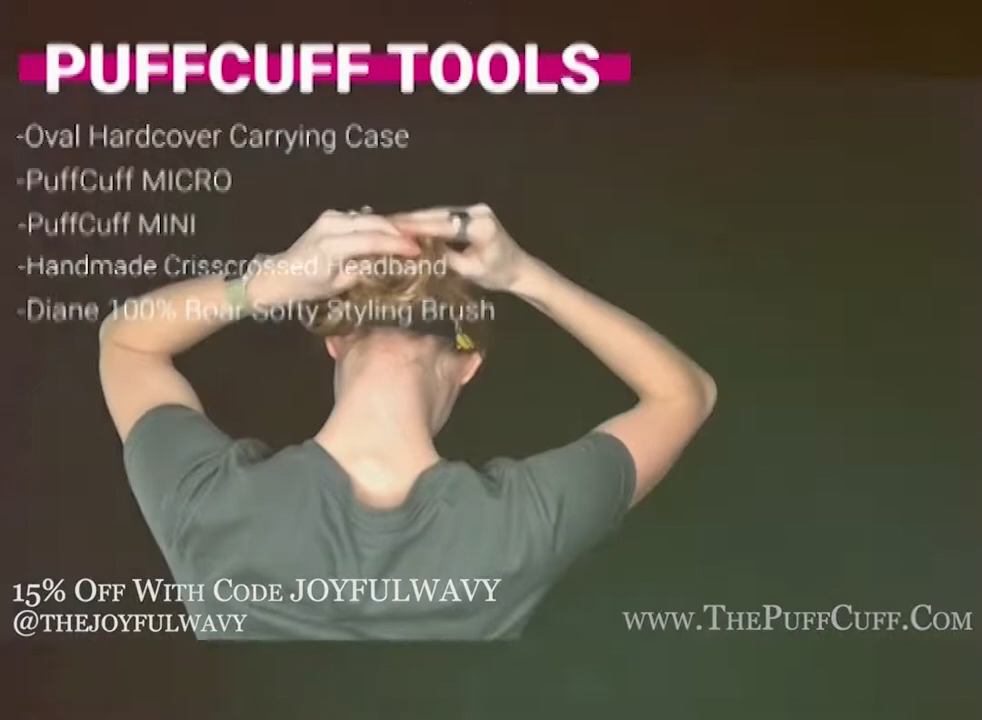 PUFFCUFF TOOLS
-Oval Hardcover Carrying Case
-PuffCuff MICRO
-PuffCuff MINI
-Handmade Crisscrossed Headband
-Diane 100% Boar Softy Styling Brush
15% Off With Code JOYFULWAVY
@THEJOYFULWAVY
www.ThePuffCuff.Com